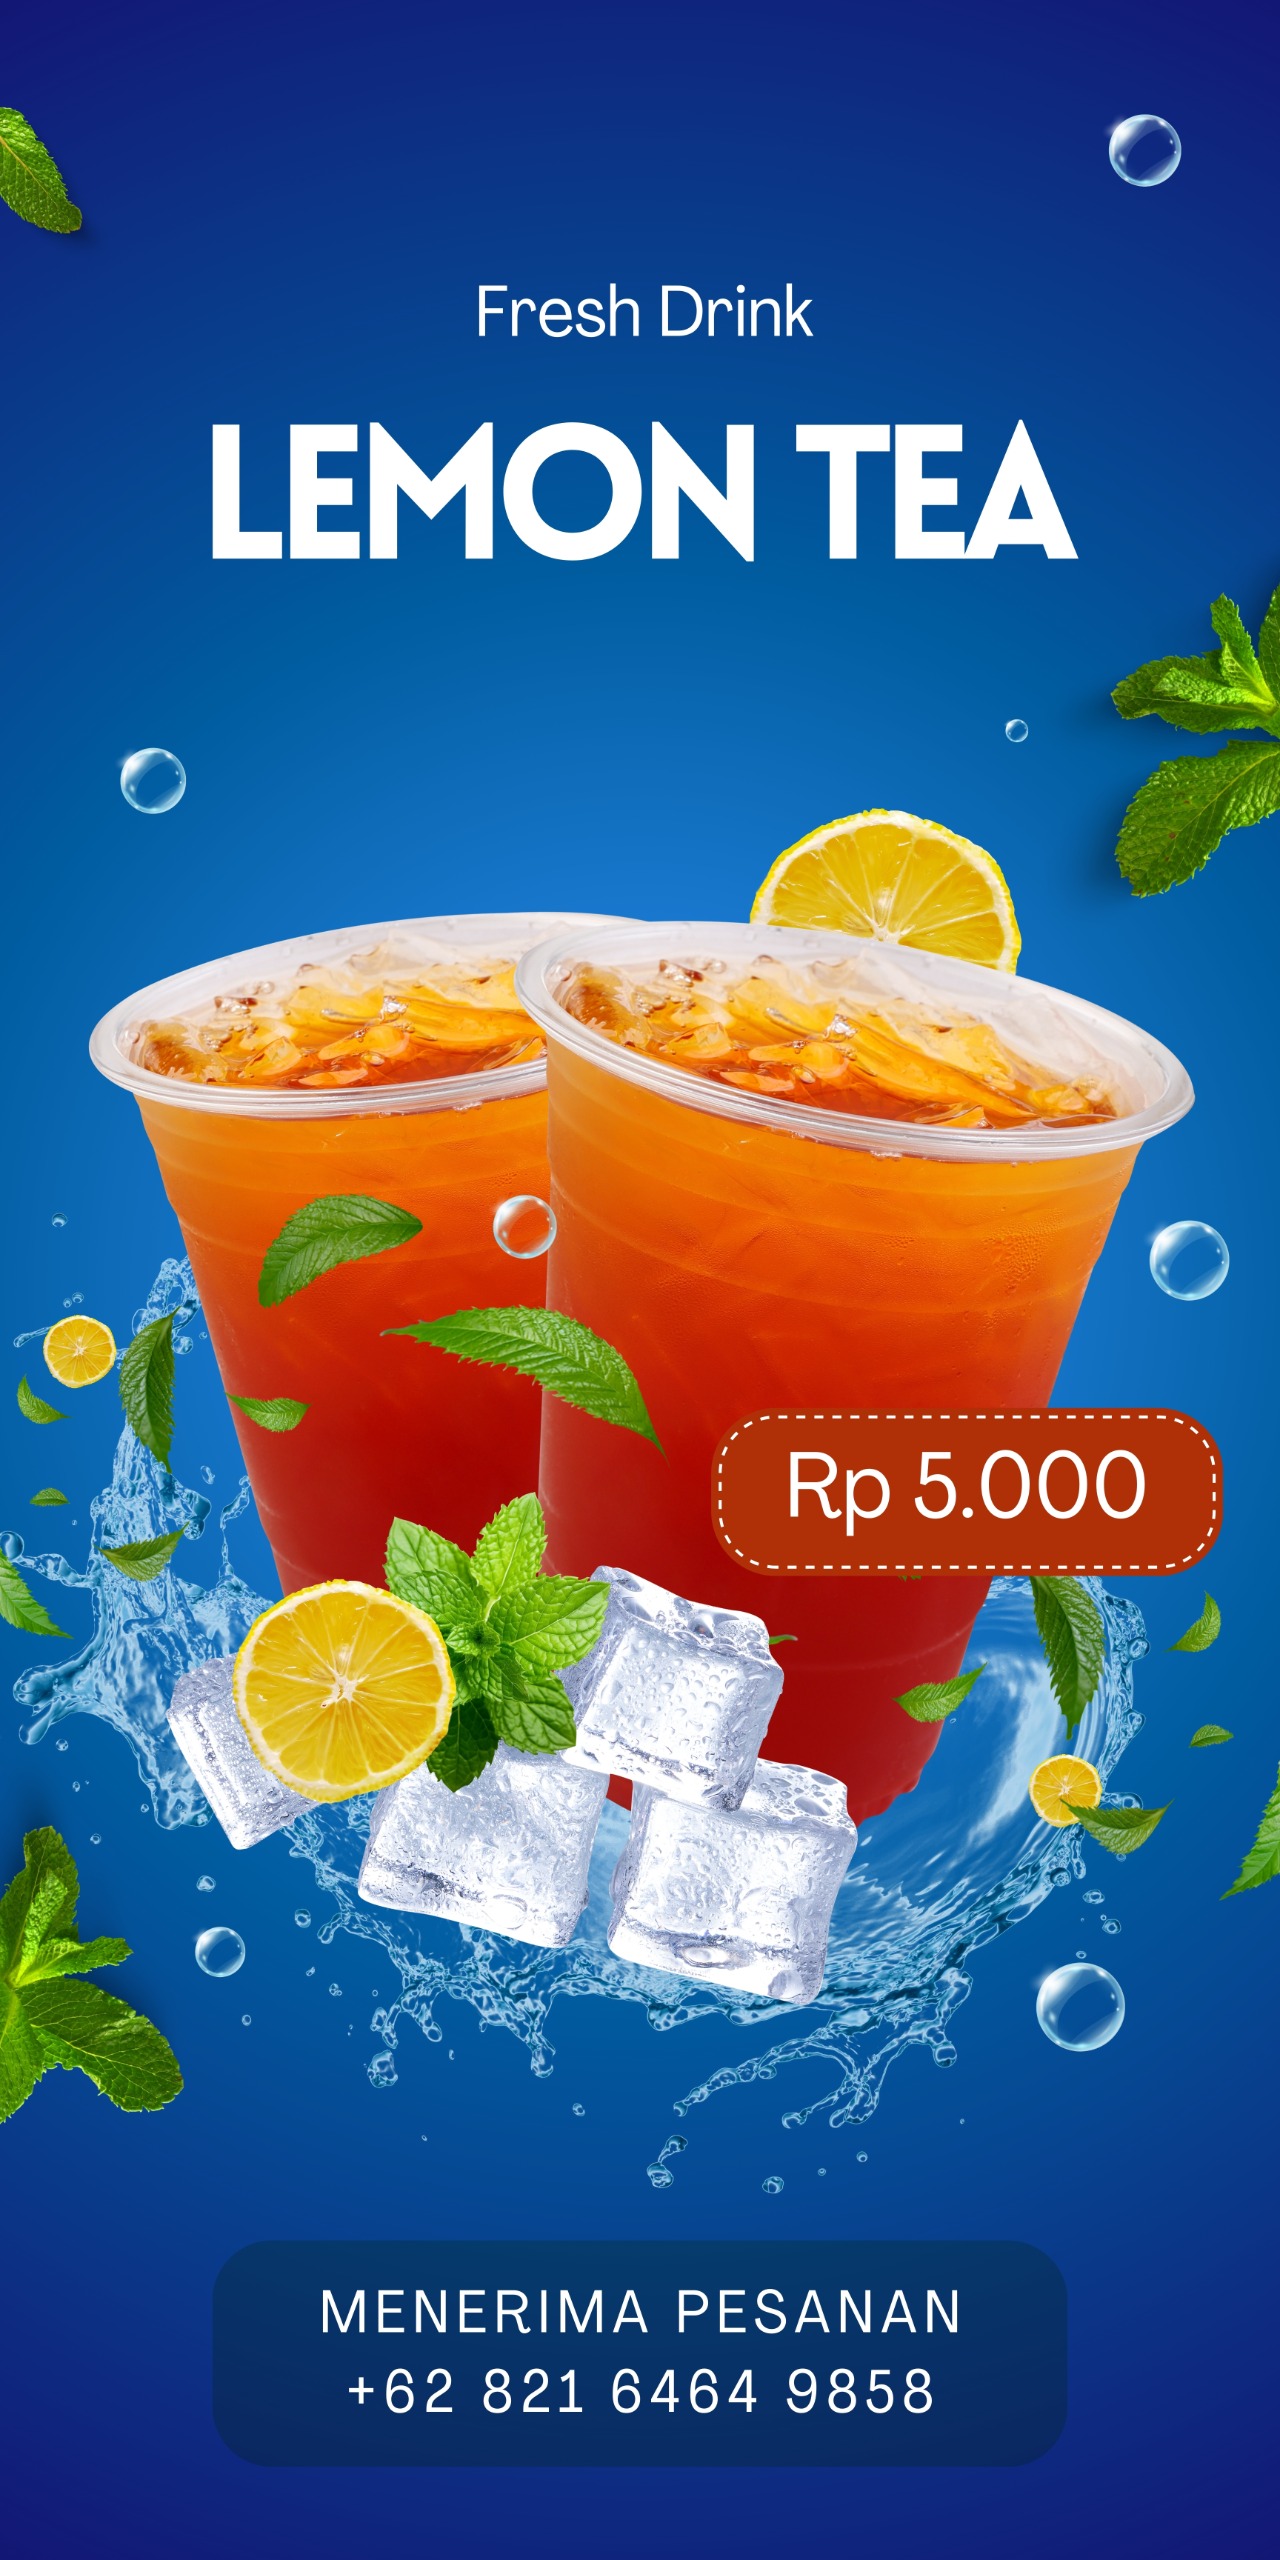 Fresh Drink
LEMON TEA
Rp 5.000
MENERIMA PESANAN
+62 821 6464 9858